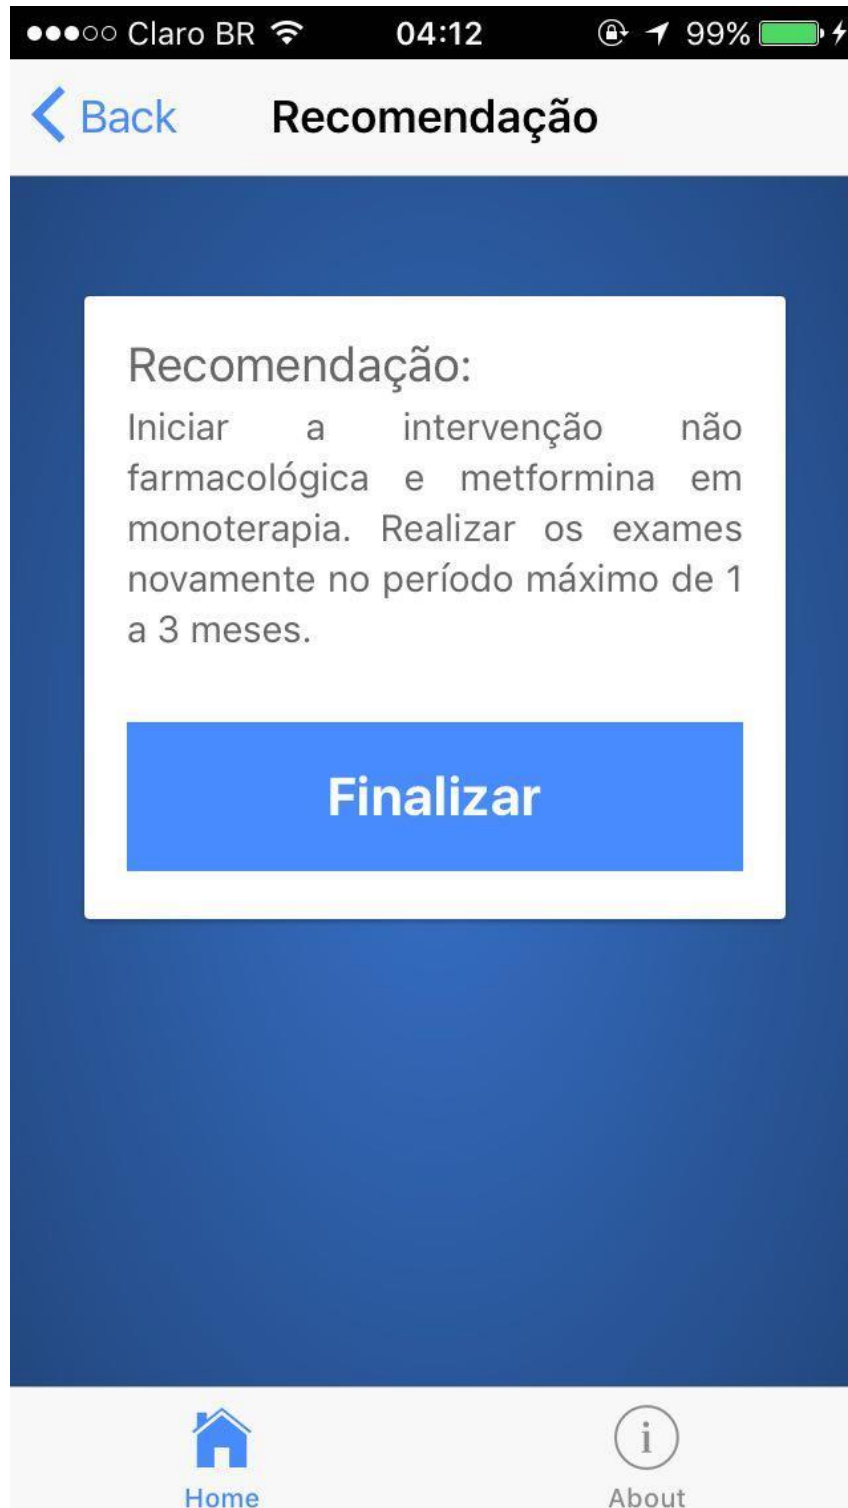 Claro BR 04:12 99%
Back Recomendação
Recomendação:
Iniciar a intervenção não
farmacológica e metformina em
monoterapia. Realizar os exames
novamente no período máximo de 1
a 3 meses.
Finalizar
Home About